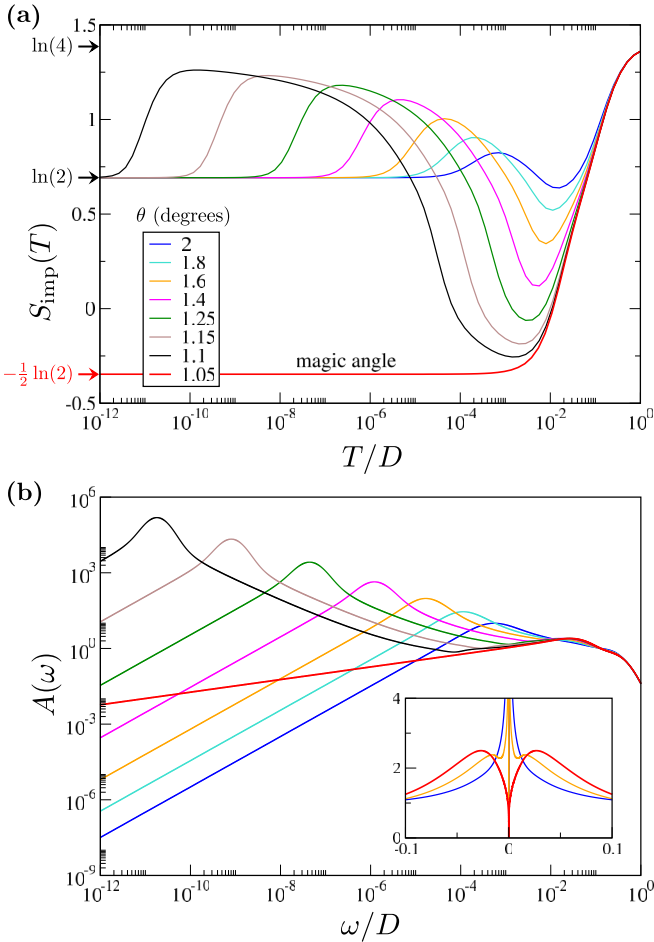 (a)
1.5
ln(4)
1
ln(2)
0.5
0
-½ ln(2)
-0.5
S_imp(T)
θ (degrees)
2
1.8
1.6
1.4
1.25
1.15
1.1
1.05
magic angle
10^-12 10^-10 10^-8 10^-6 10^-4 10^-2 10^0
T/D
(b)
10^6
10^3
10^0
10^-3
10^-6
10^-9
A(ω)
4
2
0
-0.1 0 0.1
10^-12 10^-10 10^-8 10^-6 10^-4 10^-2 10^0
ω/D